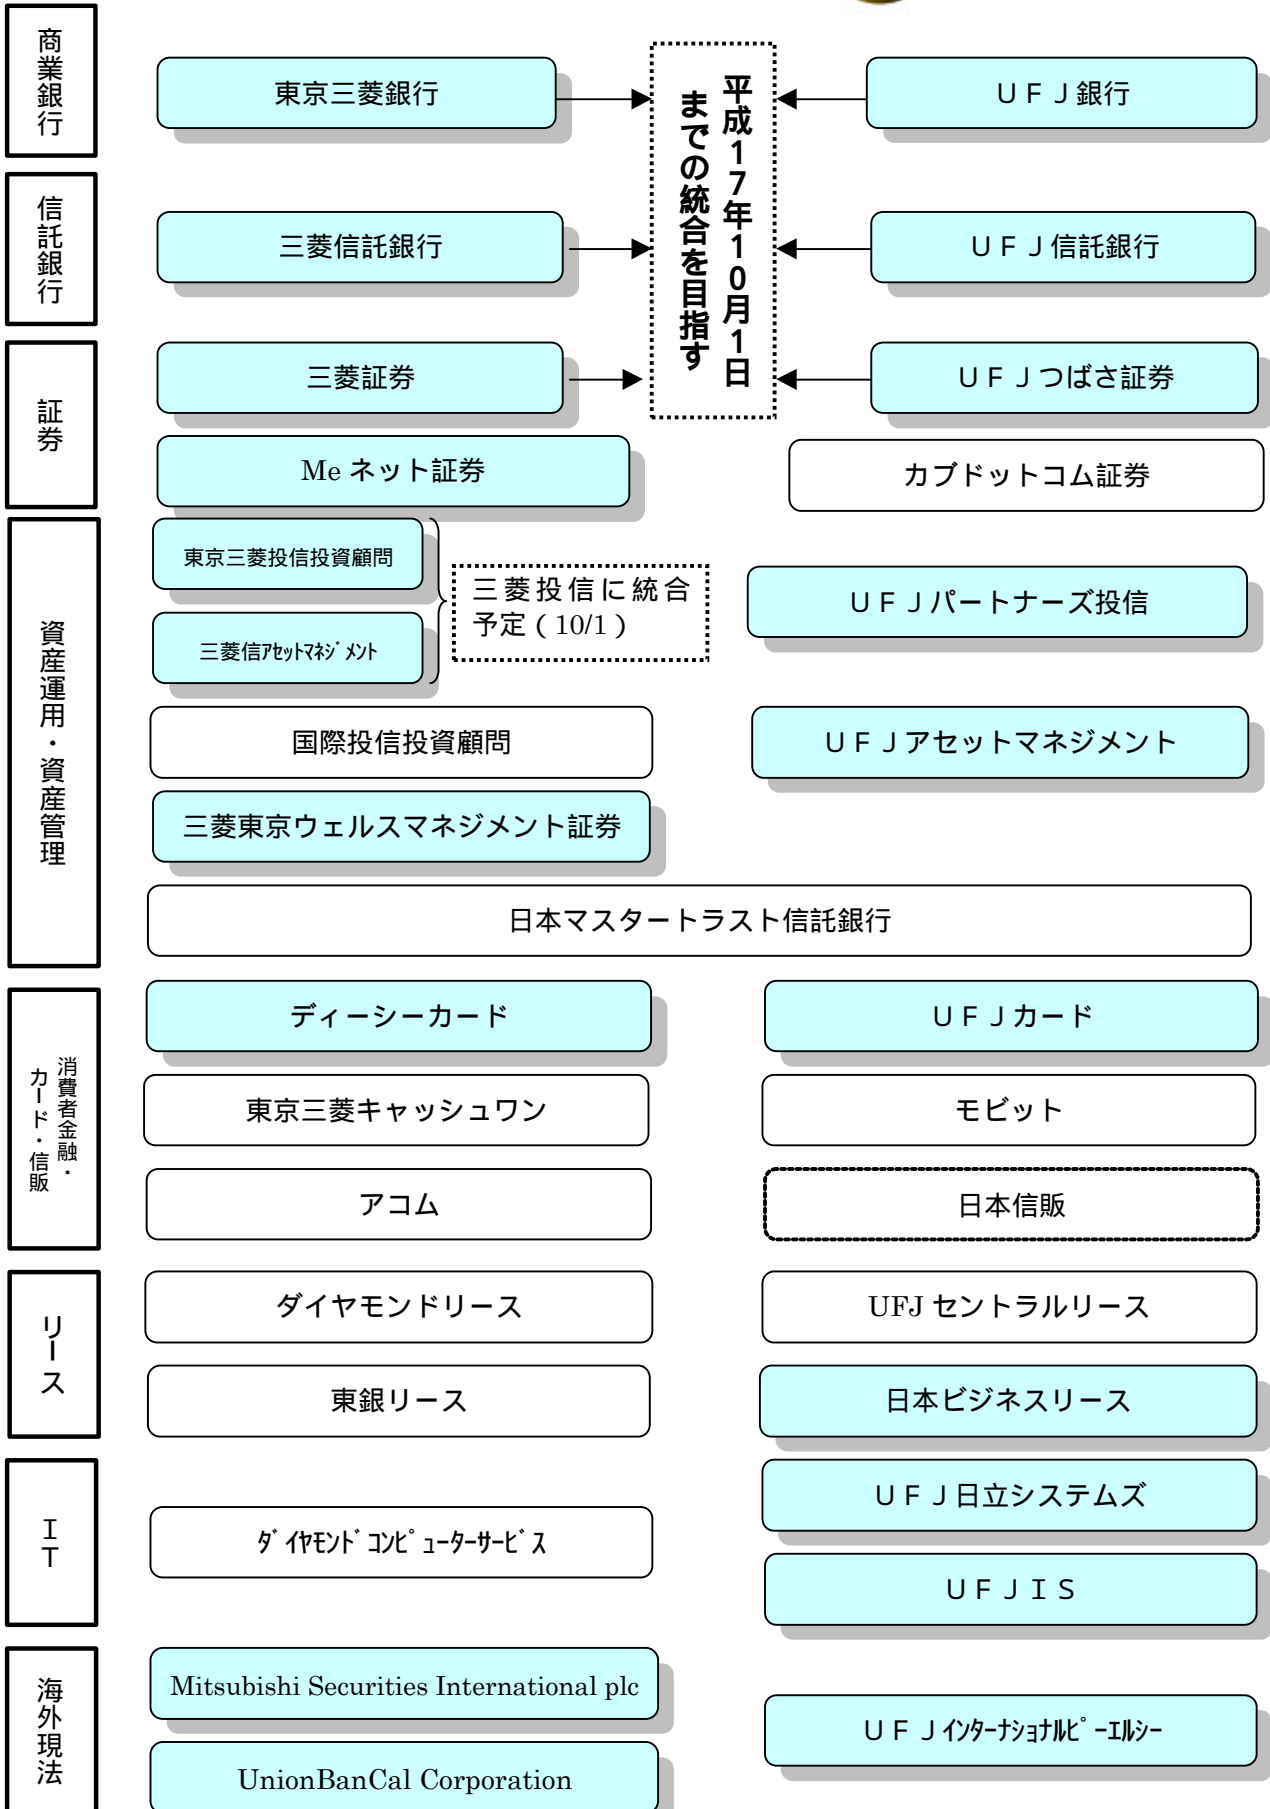 商業銀行
東京三菱銀行
ＵＦＪ銀行
平成１７年１０月１日
までの統合を目指す
信託銀行
三菱信託銀行
ＵＦＪ信託銀行
証券
三菱証券
ＵＦＪつばさ証券
Me ネット証券
カブドットコム証券
資産運用・資産管理
東京三菱投信投資顧問
三菱信ｱｾｯﾄﾏﾈｼﾞﾒﾝﾄ
三菱投信に統合
予定（10/1）
ＵＦＪパートナーズ投信
国際投信投資顧問
ＵＦＪアセットマネジメント
三菱東京ウェルスマネジメント証券
日本マスタートラスト信託銀行
消費者金融・
カード・信販
ディーシーカード
ＵＦＪカード
東京三菱キャッシュワン
モビット
アコム
日本信販
リース
ダイヤモンドリース
UFJ セントラルリース
東銀リース
日本ビジネスリース
ＩＴ
ﾀﾞｲﾔﾓﾝﾄﾞｺﾝﾋﾟｭｰﾀｰｻｰﾋﾞｽ
ＵＦＪ日立システムズ
ＵＦＪＩＳ
海外現法
Mitsubishi Securities International plc
ＵＦＪｲﾝﾀｰﾅｼｮﾅﾙﾋﾟｰｴﾙｼｰ
UnionBanCal Corporation